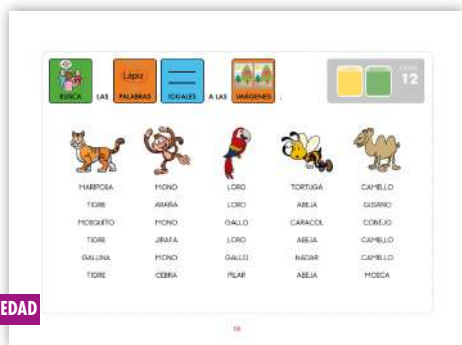 Lápiz
BUSCA LAS PALABRAS IGUALES A LAS IMÁGENES .
12
MARIPOSA MONO LORO TORTUGA CAMELLO
TIGRE ARAÑA LORO ABEJA GUSANO
MOSQUITO MONO GALLO CARACOL CONEJO
TIGRE JIRAFA LORO ABEJA CAMELLO
GALLINA MONO GALLO NADAR CAMELLO
TIGRE CEBRA PILAR ABEJA MOSCA
EDAD